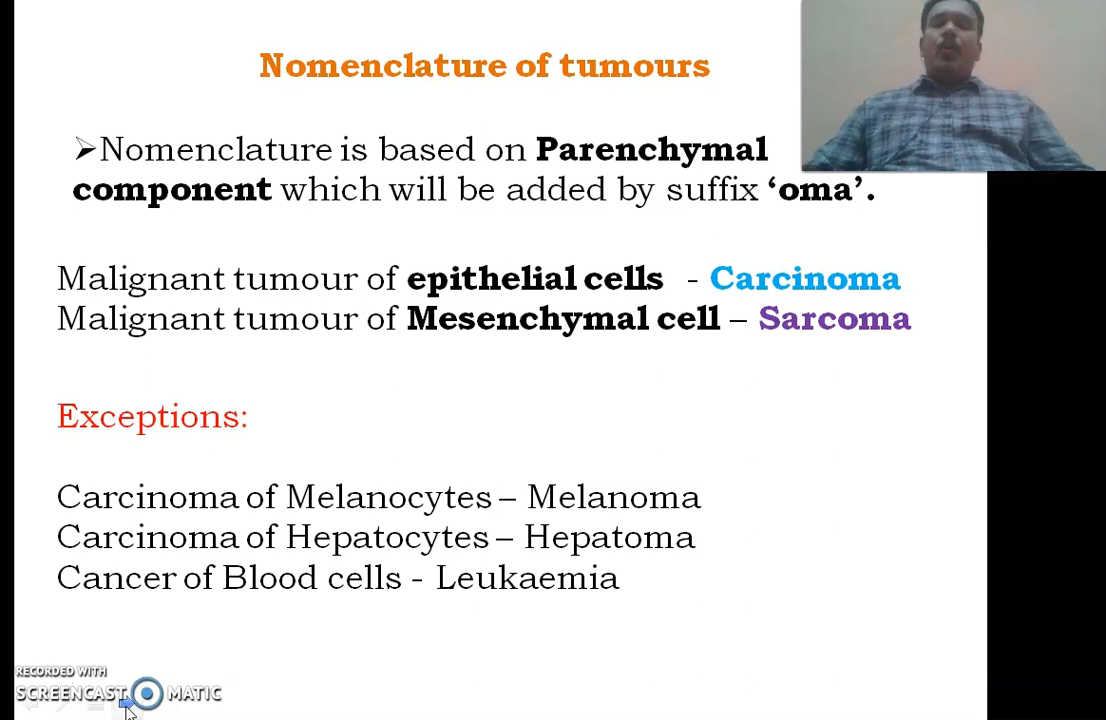 Nomenclature of tumours
➢Nomenclature is based on Parenchymal
component which will be added by suffix ‘oma’.
Malignant tumour of epithelial cells - Carcinoma
Malignant tumour of Mesenchymal cell – Sarcoma
Exceptions:
Carcinoma of Melanocytes – Melanoma
Carcinoma of Hepatocytes – Hepatoma
Cancer of Blood cells - Leukaemia
RECORDED WITH
SCREENCAST MATIC